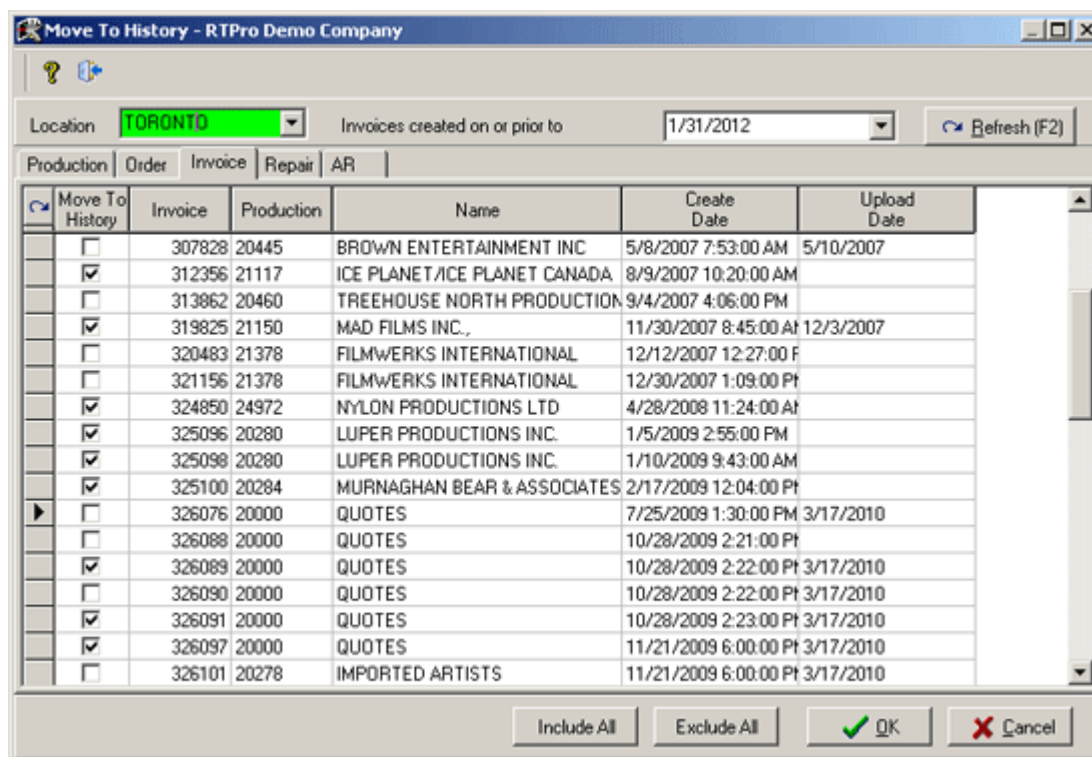 Move To History - RTPro Demo Company
Location TORONTO Invoices created on or prior to 1/31/2012 Refresh (F2)
Production Order Invoice Repair AR
Move To History Invoice Production Name Create Date Upload Date
307828 20445 BROWN ENTERTAINMENT INC 5/8/2007 7:53:00 AM 5/10/2007
312356 21117 ICE PLANET/ICE PLANET CANADA 8/9/2007 10:20:00 AM
313862 20460 TREEHOUSE NORTH PRODUCTION 9/4/2007 4:06:00 PM
319825 21150 MAD FILMS INC., 11/30/2007 8:45:00 AM 12/3/2007
320483 21378 FILMWERKS INTERNATIONAL 12/12/2007 12:27:00 P
321156 21378 FILMWERKS INTERNATIONAL 12/30/2007 1:09:00 PM
324850 24972 NYLON PRODUCTIONS LTD 4/28/2008 11:24:00 AM
325096 20280 LUPER PRODUCTIONS INC. 1/5/2009 2:55:00 PM
325098 20280 LUPER PRODUCTIONS INC. 1/10/2009 9:43:00 AM
325100 20284 MURNAGHAN BEAR & ASSOCIATES 2/17/2009 12:04:00 PM
326076 20000 QUOTES 7/25/2009 1:30:00 PM 3/17/2010
326088 20000 QUOTES 10/28/2009 2:21:00 PM
326089 20000 QUOTES 10/28/2009 2:22:00 PM 3/17/2010
326090 20000 QUOTES 10/28/2009 2:22:00 PM 3/17/2010
326091 20000 QUOTES 10/28/2009 2:23:00 PM 3/17/2010
326097 20000 QUOTES 11/21/2009 6:00:00 PM 3/17/2010
326101 20278 IMPORTED ARTISTS 11/21/2009 6:00:00 PM 3/17/2010
Include All Exclude All OK Cancel